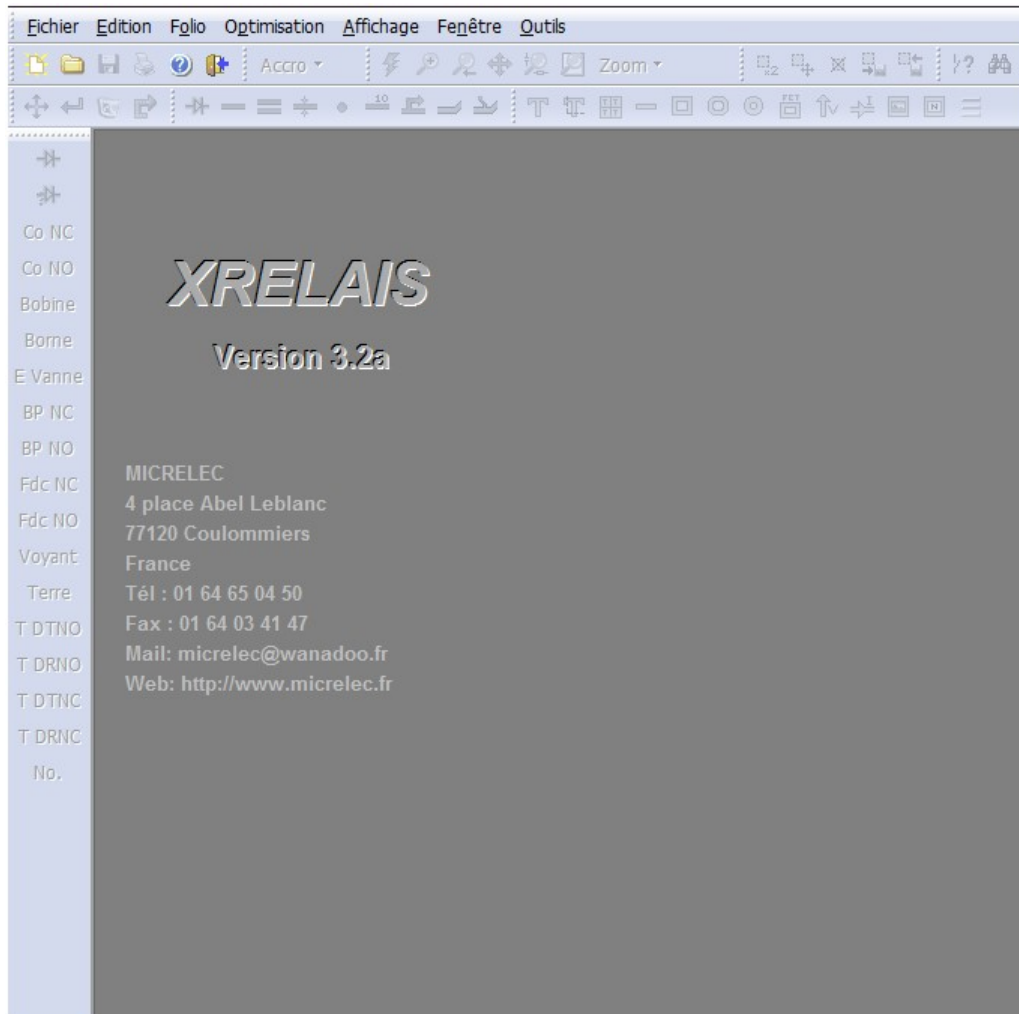 Fichier Edition Folio Optimisation Affichage Fenêtre Outils
Accro Zoom
Co NC
Co NO
Bobine
Borne
E Vanne
BP NC
BP NO
Fdc NC
Fdc NO
Voyant
Terre
T DTNO
T DRNO
T DTNC
T DRNC
No.
XRELAIS
Version 3.2a
MICRELEC
4 place Abel Leblanc
77120 Coulommiers
France
Tél : 01 64 65 04 50
Fax : 01 64 03 41 47
Mail: micrelec@wanadoo.fr
Web: http://www.micrelec.fr